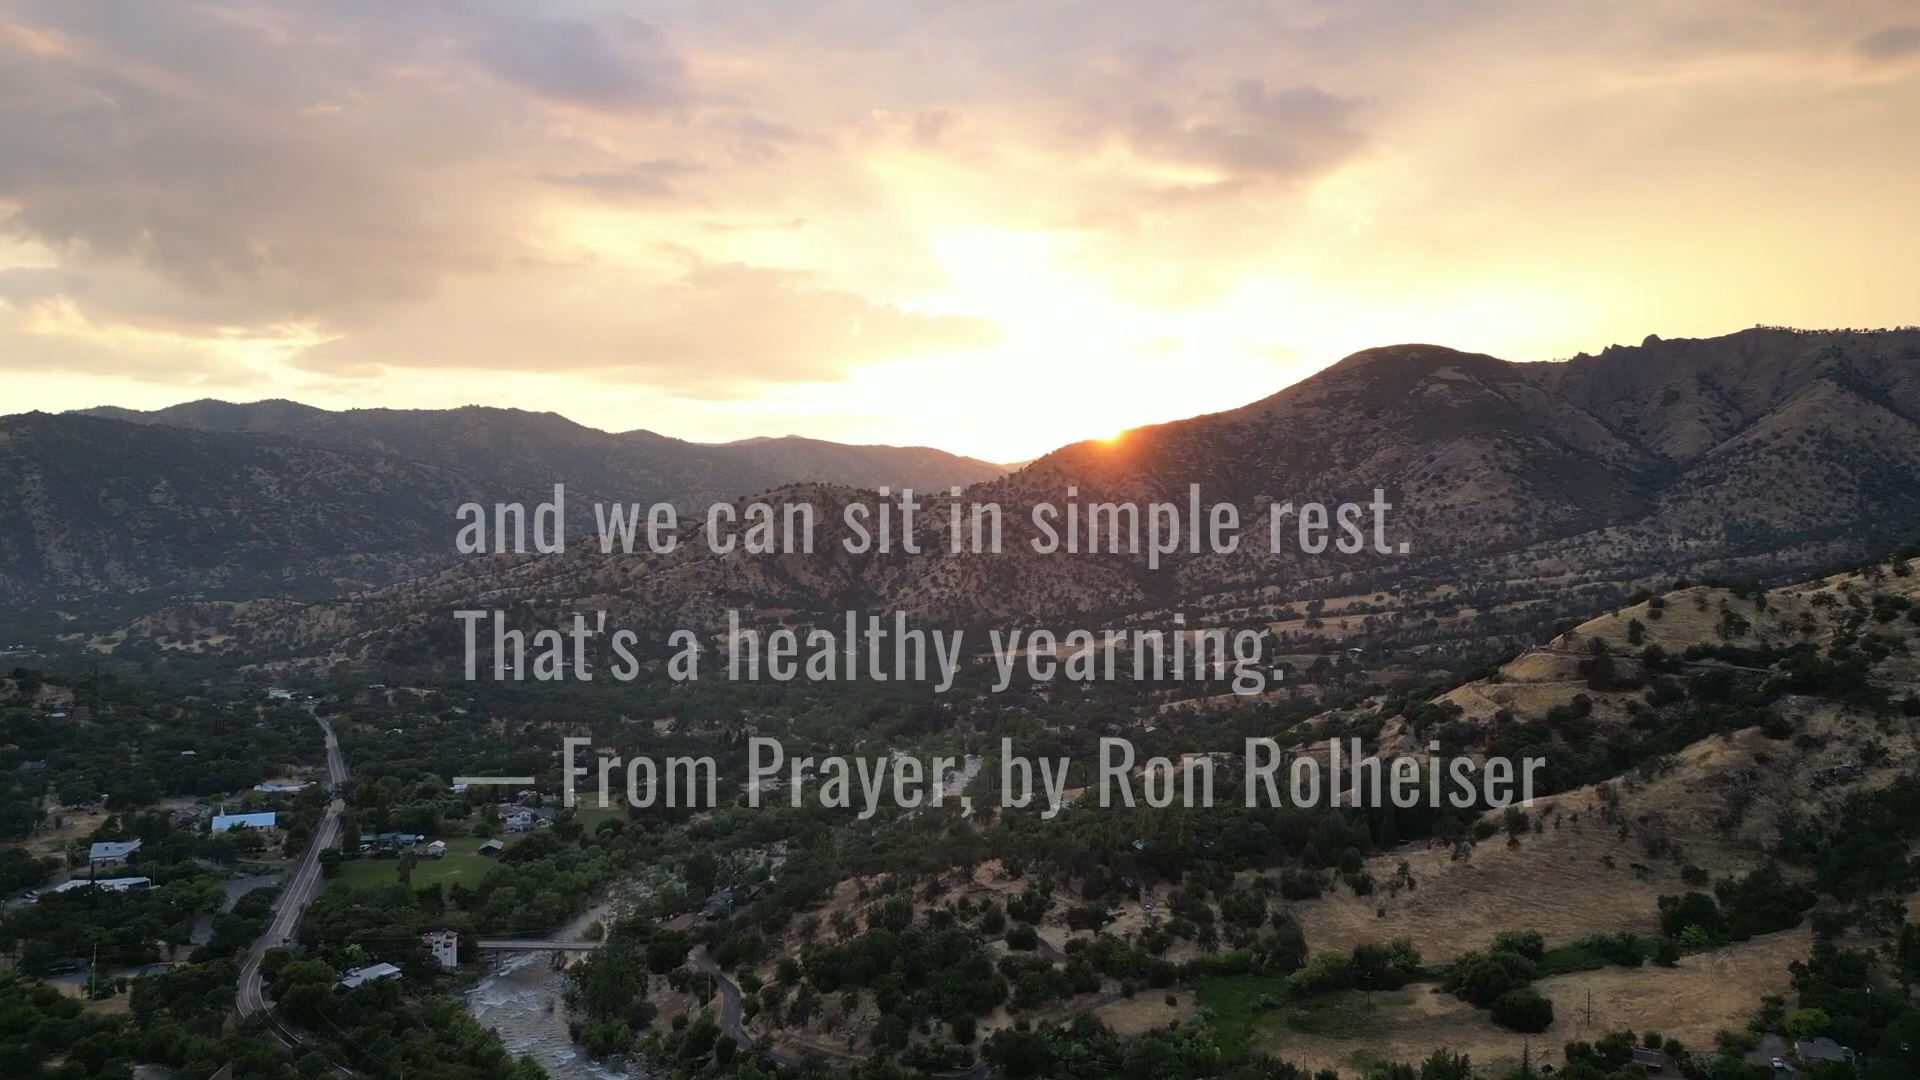 and we can sit in simple rest.
That's a healthy yearning.
— From Prayer, by Ron Rolheiser